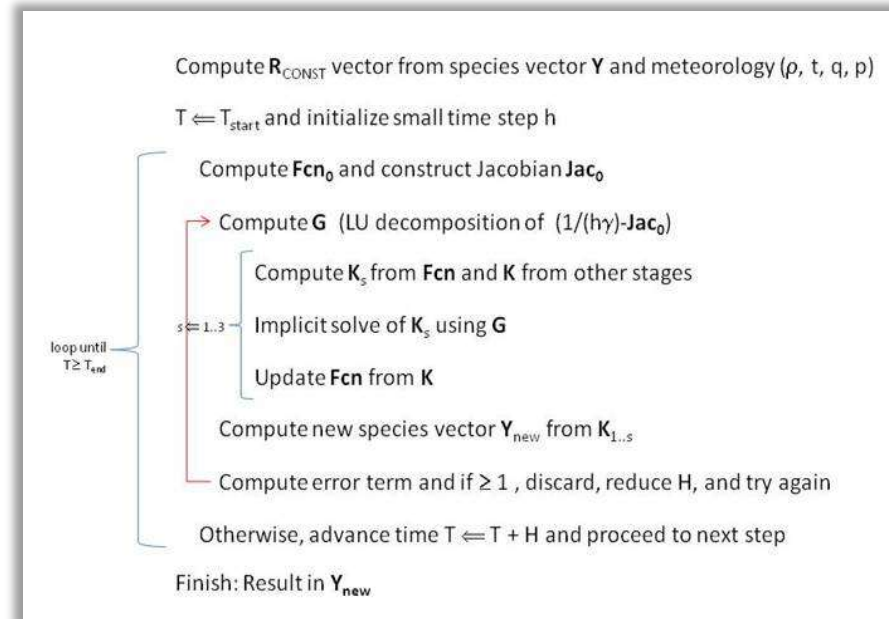 Compute R_CONST vector from species vector Y and meteorology (ρ, t, q, p)
T ⇐ T_start and initialize small time step h
Compute Fcn_0 and construct Jacobian Jac_0
Compute G (LU decomposition of (1/(hγ)-Jac_0)
Compute K_s from Fcn and K from other stages
s⇐ 1..3
Implicit solve of K_s using G
loop until
T≥ T_end
Update Fcn from K
Compute new species vector Y_new from K_1..s
Compute error term and if ≥ 1 , discard, reduce H, and try again
Otherwise, advance time T ⇐ T + H and proceed to next step
Finish: Result in Y_new